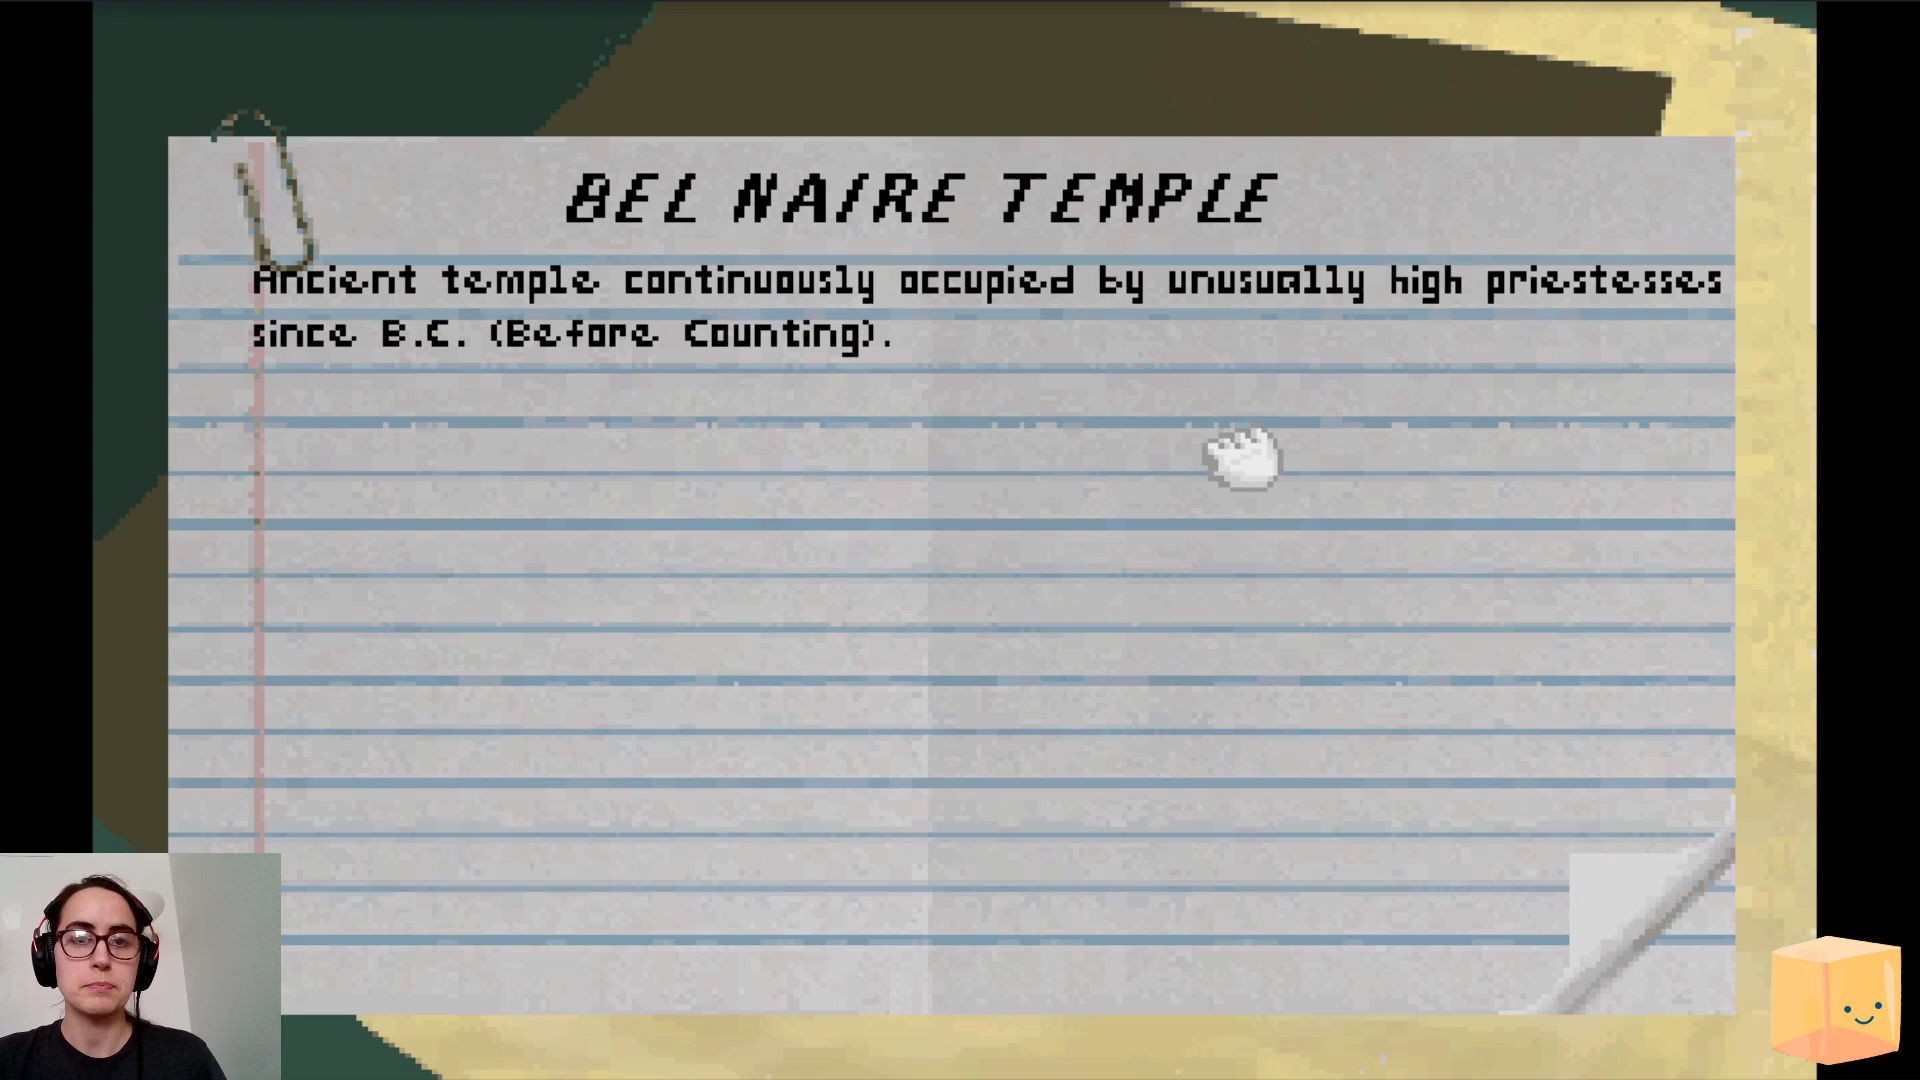 BEL NAIRE TEMPLE
Ancient temple continuously occupied by unusually high priestesses
since B.C. (Before Counting).